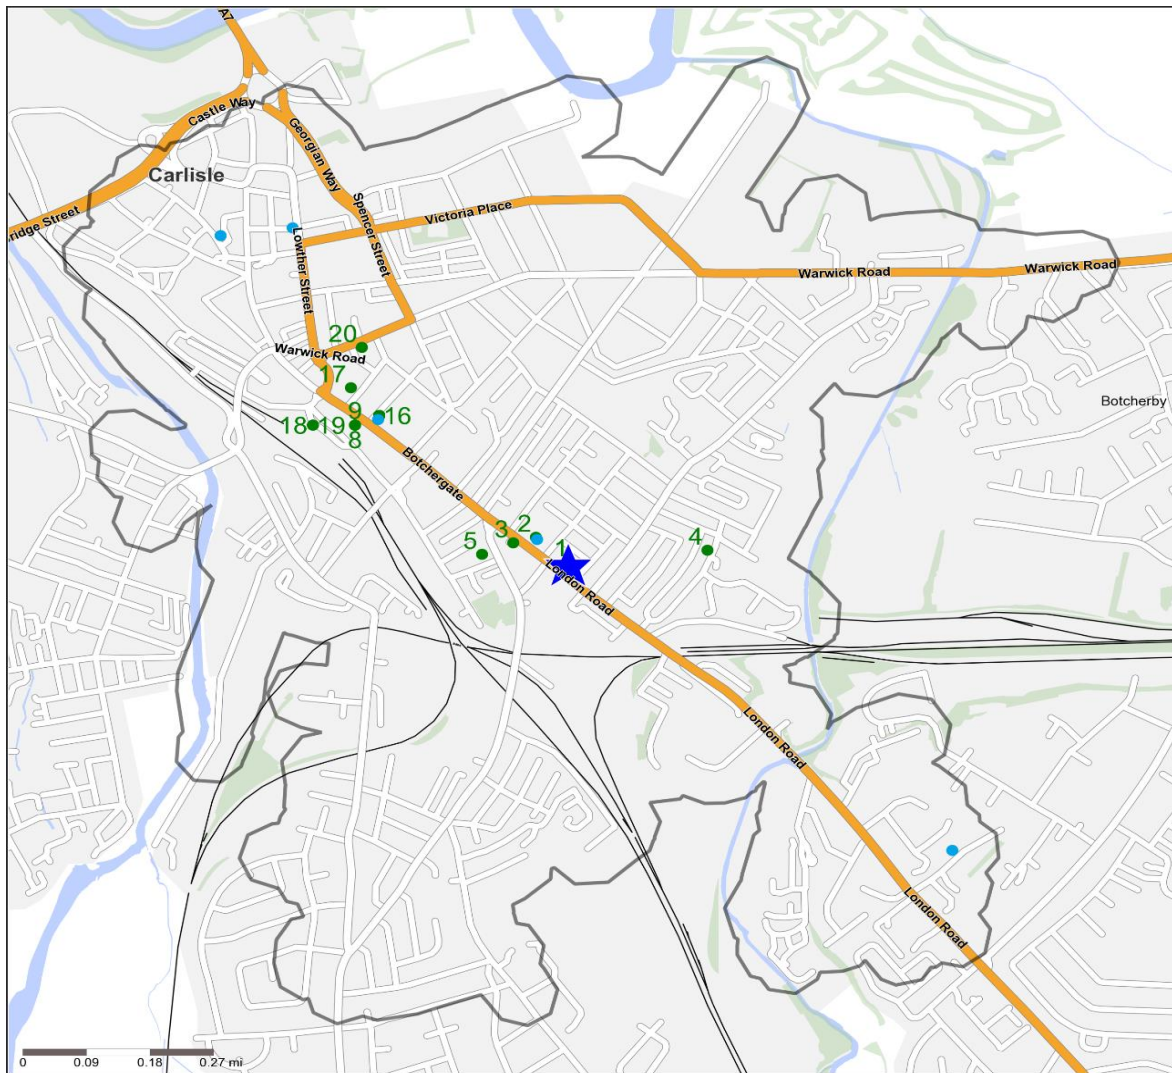 A7
Castle Way
Georgian Way
Carlisle
Spencer Street
Victoria Place
ridge Street
Lowther Street
Warwick Road
Warwick Road
20
Warwick Road
17
Botcherby
9
16
18
19
8
Botchergate
2
3
1
4
5
London Road
London Road
London Road
0
0.09
0.18
0.27 mi